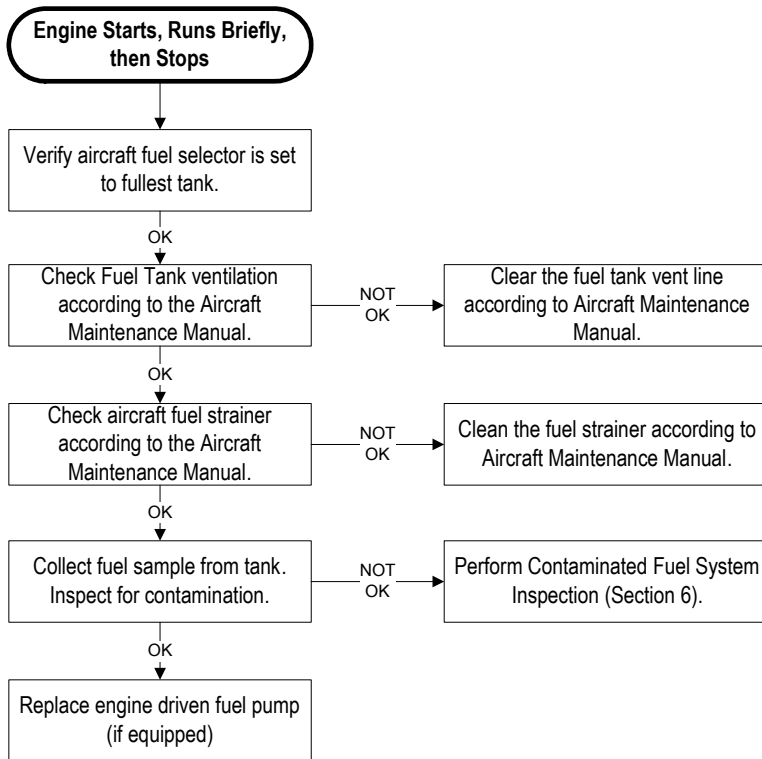 Engine Starts, Runs Briefly,
then Stops
Verify aircraft fuel selector is set
to fullest tank.
OK
Check Fuel Tank ventilation
according to the Aircraft
Maintenance Manual.
NOT
OK
Clear the fuel tank vent line
according to Aircraft Maintenance
Manual.
OK
Check aircraft fuel strainer
according to the Aircraft
Maintenance Manual.
NOT
OK
Clean the fuel strainer according to
Aircraft Maintenance Manual.
OK
Collect fuel sample from tank.
Inspect for contamination.
NOT
OK
Perform Contaminated Fuel System
Inspection (Section 6).
OK
Replace engine driven fuel pump
(if equipped)